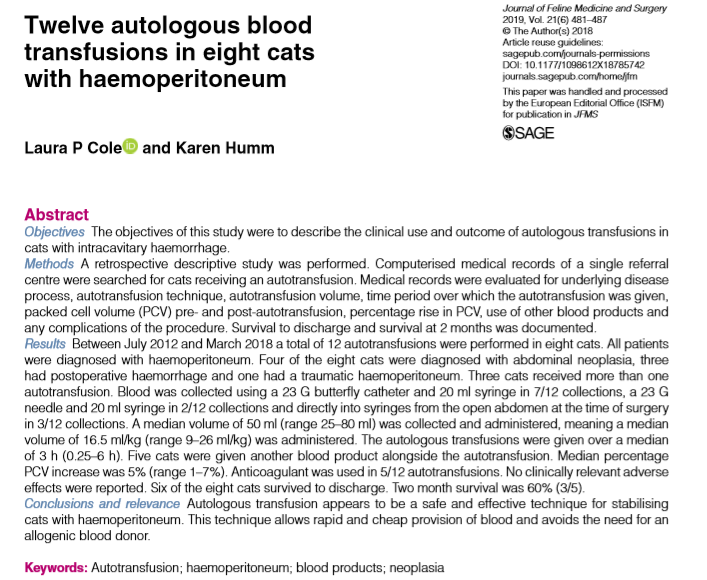 Twelve autologous blood
transfusions in eight cats
with haemoperitoneum
Journal of Feline Medicine and Surgery
2019, Vol. 21(6) 481–487
© The Author(s) 2018
Article reuse guidelines:
sagepub.com/journals-permissions
DOI: 10.1177/1098612X18785742
journals.sagepub.com/home/jfm
This paper was handled and processed
by the European Editorial Office (ISFM)
for publication in JFMS
SAGE
Laura P Cole iD and Karen Humm
Abstract
Objectives The objectives of this study were to describe the clinical use and outcome of autologous transfusions in
cats with intracavitary haemorrhage.
Methods A retrospective descriptive study was performed. Computerised medical records of a single referral
centre were searched for cats receiving an autotransfusion. Medical records were evaluated for underlying disease
process, autotransfusion technique, autotransfusion volume, time period over which the autotransfusion was given,
packed cell volume (PCV) pre- and post-autotransfusion, percentage rise in PCV, use of other blood products and
any complications of the procedure. Survival to discharge and survival at 2 months was documented.
Results Between July 2012 and March 2018 a total of 12 autotransfusions were performed in eight cats. All patients
were diagnosed with haemoperitoneum. Four of the eight cats were diagnosed with abdominal neoplasia, three
had postoperative haemorrhage and one had a traumatic haemoperitoneum. Three cats received more than one
autotransfusion. Blood was collected using a 23 G butterfly catheter and 20 ml syringe in 7/12 collections, a 23 G
needle and 20 ml syringe in 2/12 collections and directly into syringes from the open abdomen at the time of surgery
in 3/12 collections. A median volume of 50 ml (range 25–80 ml) was collected and administered, meaning a median
volume of 16.5 ml/kg (range 9–26 ml/kg) was administered. The autologous transfusions were given over a median
of 3 h (0.25–6 h). Five cats were given another blood product alongside the autotransfusion. Median percentage
PCV increase was 5% (range 1–7%). Anticoagulant was used in 5/12 autotransfusions. No clinically relevant adverse
effects were reported. Six of the eight cats survived to discharge. Two month survival was 60% (3/5).
Conclusions and relevance Autologous transfusion appears to be a safe and effective technique for stabilising
cats with haemoperitoneum. This technique allows rapid and cheap provision of blood and avoids the need for an
allogenic blood donor.
Keywords: Autotransfusion; haemoperitoneum; blood products; neoplasia